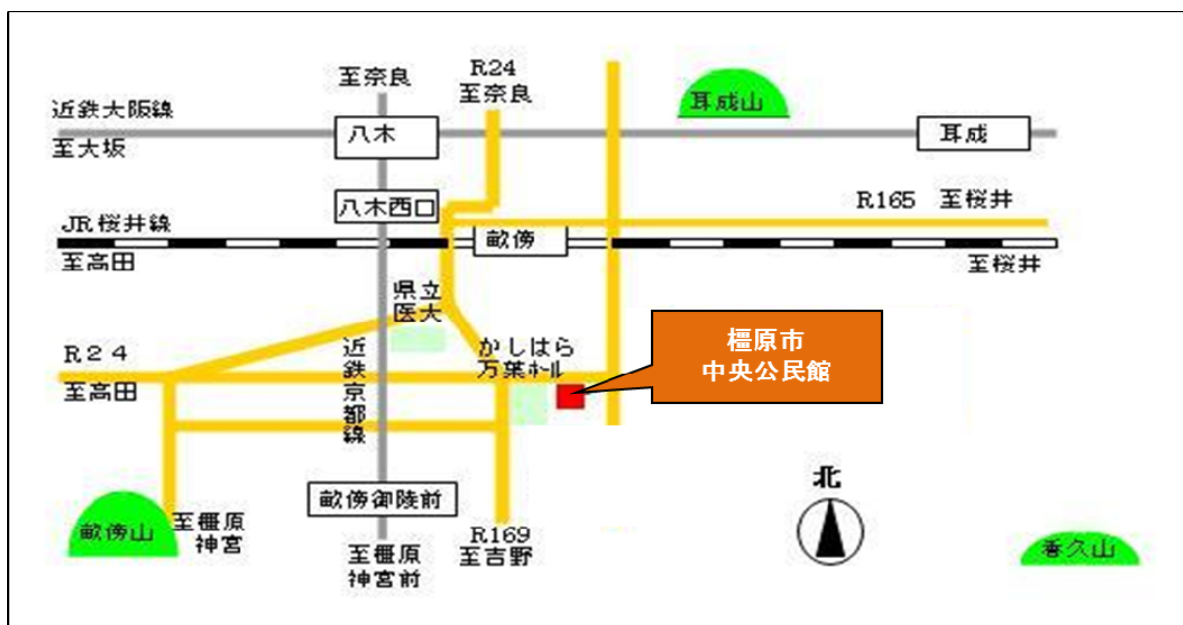 至奈良
R24
至奈良
近鉄大阪線
至大坂
八木
耳成山
耳成
八木西口
R165 至桜井
JR桜井線
至高田
畝傍
至桜井
県立
医大
R24
至高田
近鉄京都線
かしはら
万葉ホール
橿原市
中央公民館
畝傍御陵前
北
畝傍山
至橿原
神宮
至橿原
神宮前
R169
至吉野
香久山